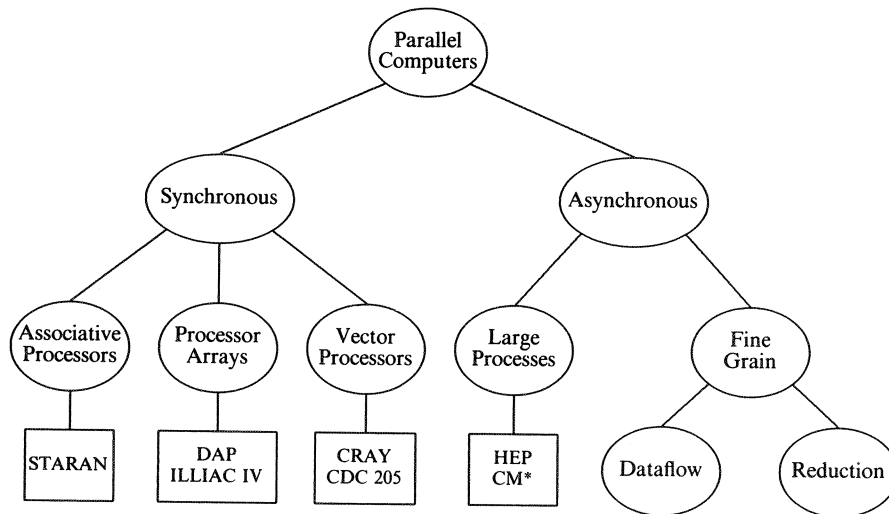 Parallel
Computers
Synchronous
Asynchronous
Associative
Processors
Processor
Arrays
Vector
Processors
Large
Processes
Fine
Grain
STARAN
DAP
ILLIAC IV
CRAY
CDC 205
HEP
CM*
Dataflow
Reduction